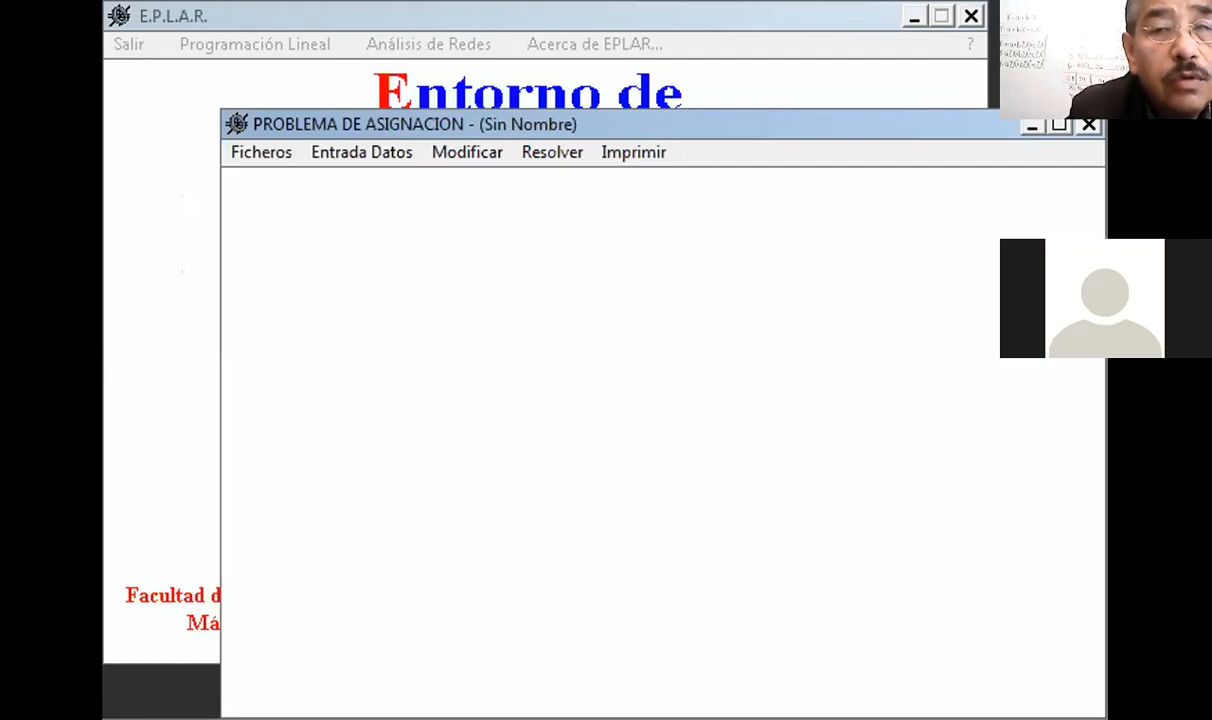 E.P.L.A.R.
Salir Programación Lineal Análisis de Redes Acerca de EPLAR... ?
Entorno de
PROBLEMA DE ASIGNACION - (Sin Nombre)
Ficheros Entrada Datos Modificar Resolver Imprimir
Facultad d
Má